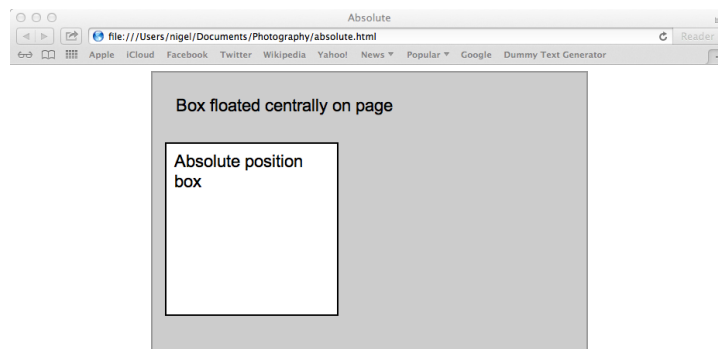 Absolute
file:///Users/nigel/Documents/Photography/absolute.html
Reader
Apple iCloud Facebook Twitter Wikipedia Yahoo! News Popular Google Dummy Text Generator
Box floated centrally on page
Absolute position
box